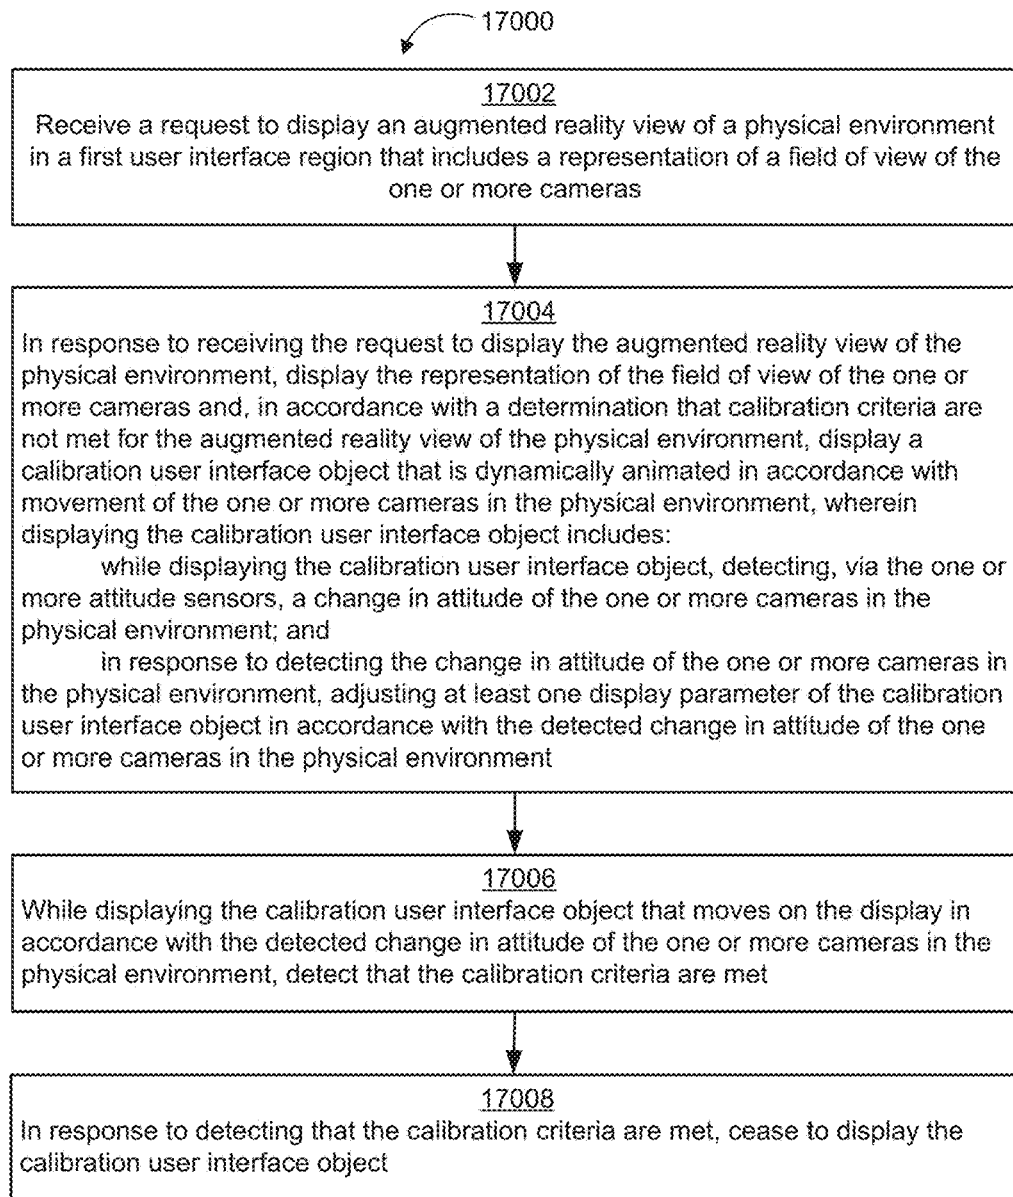 17000
17002
Receive a request to display an augmented reality view of a physical environment
in a first user interface region that includes a representation of a field of view of the
one or more cameras
17004
In response to receiving the request to display the augmented reality view of the
physical environment, display the representation of the field of view of the one or
more cameras and, in accordance with a determination that calibration criteria are
not met for the augmented reality view of the physical environment, display a
calibration user interface object that is dynamically animated in accordance with
movement of the one or more cameras in the physical environment, wherein
displaying the calibration user interface object includes:
while displaying the calibration user interface object, detecting, via the one or
more attitude sensors, a change in attitude of the one or more cameras in the
physical environment; and
in response to detecting the change in attitude of the one or more cameras in
the physical environment, adjusting at least one display parameter of the calibration
user interface object in accordance with the detected change in attitude of the one
or more cameras in the physical environment
17006
While displaying the calibration user interface object that moves on the display in
accordance with the detected change in attitude of the one or more cameras in the
physical environment, detect that the calibration criteria are met
17008
In response to detecting that the calibration criteria are met, cease to display the
calibration user interface object